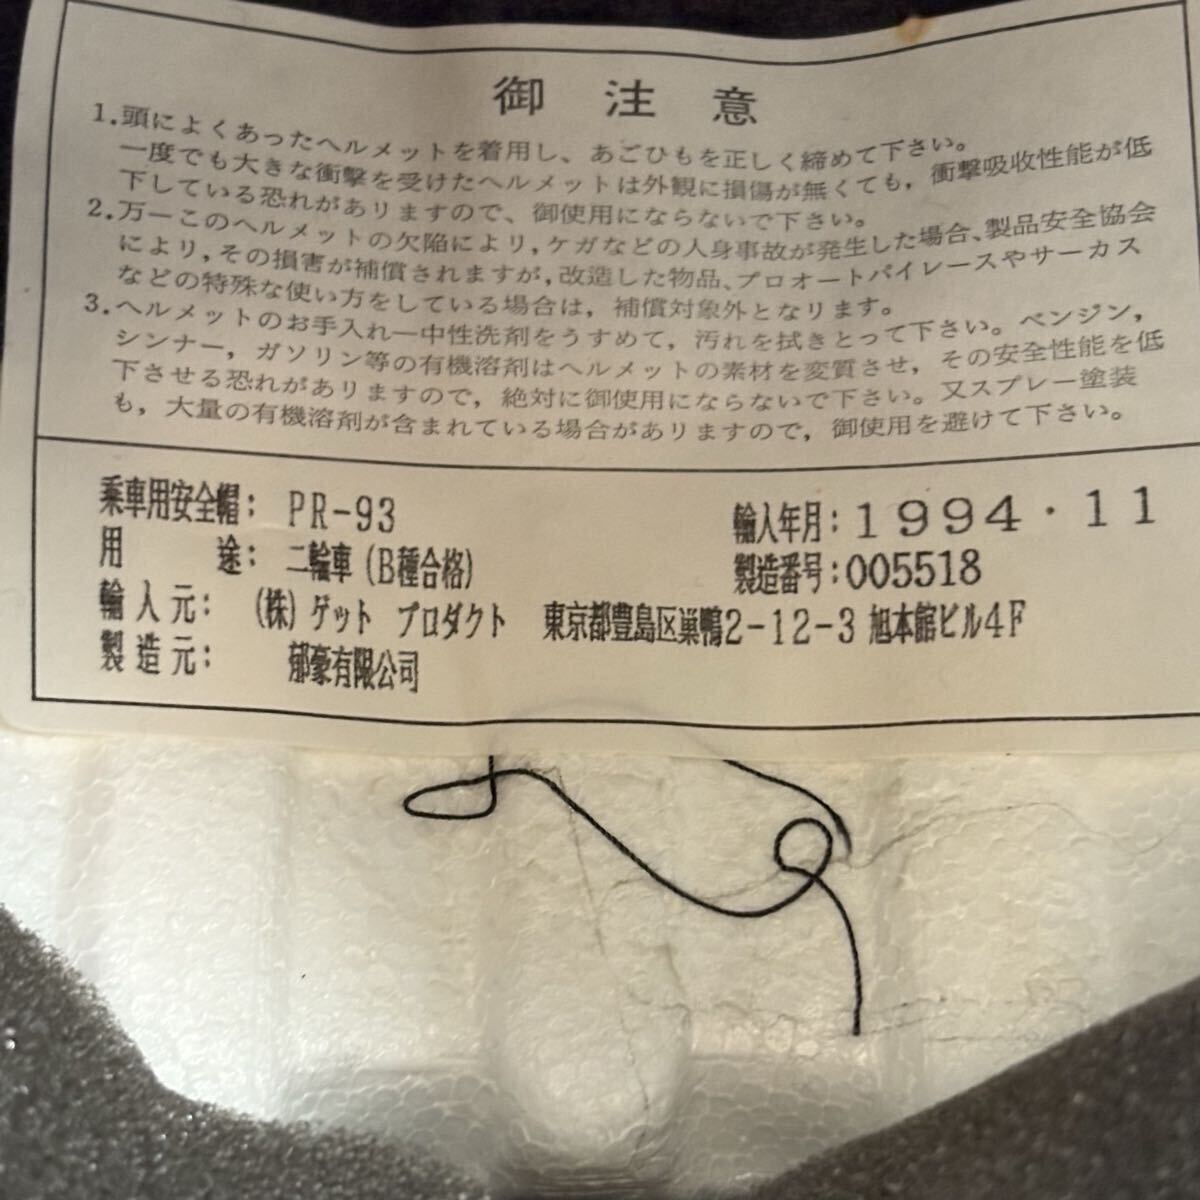 御注意
1.頭によくあったヘルメットを着用し、あごひもを正しく締めて下さい。
一度でも大きな衝撃を受けたヘルメットは外観に損傷が無くても，衝撃吸収性能が低
下している恐れがありますので、御使用にならないで下さい。
2.万一このヘルメットの欠陥により,ケガなどの人身事故が発生した場合、製品安全協会
により,その損害が補償されますが,改造した物品、プロオートバイレースやサーカス
などの特殊な使い方をしている場合は，補償対象外となります。
3.ヘルメットのお手入れ―中性洗剤をうすめて，汚れを拭きとって下さい。ベンジン，
シンナー，ガソリン等の有機溶剤はヘルメットの素材を変質させ，その安全性能を低
下させる恐れがありますので，絶対に御使用にならないで下さい。又スプレー塗装
も，大量の有機溶剤が含まれている場合がありますので，御使用を避けて下さい。
乗車用安全帽： PR-93 輸入年月：1994・11
用途：二輪車(B種合格) 製造番号：005518
輸入元：(株)ゲット プロダクト 東京都豊島区巣鴨2-12-3 旭本館ビル4F
製造元：郁豪有限公司